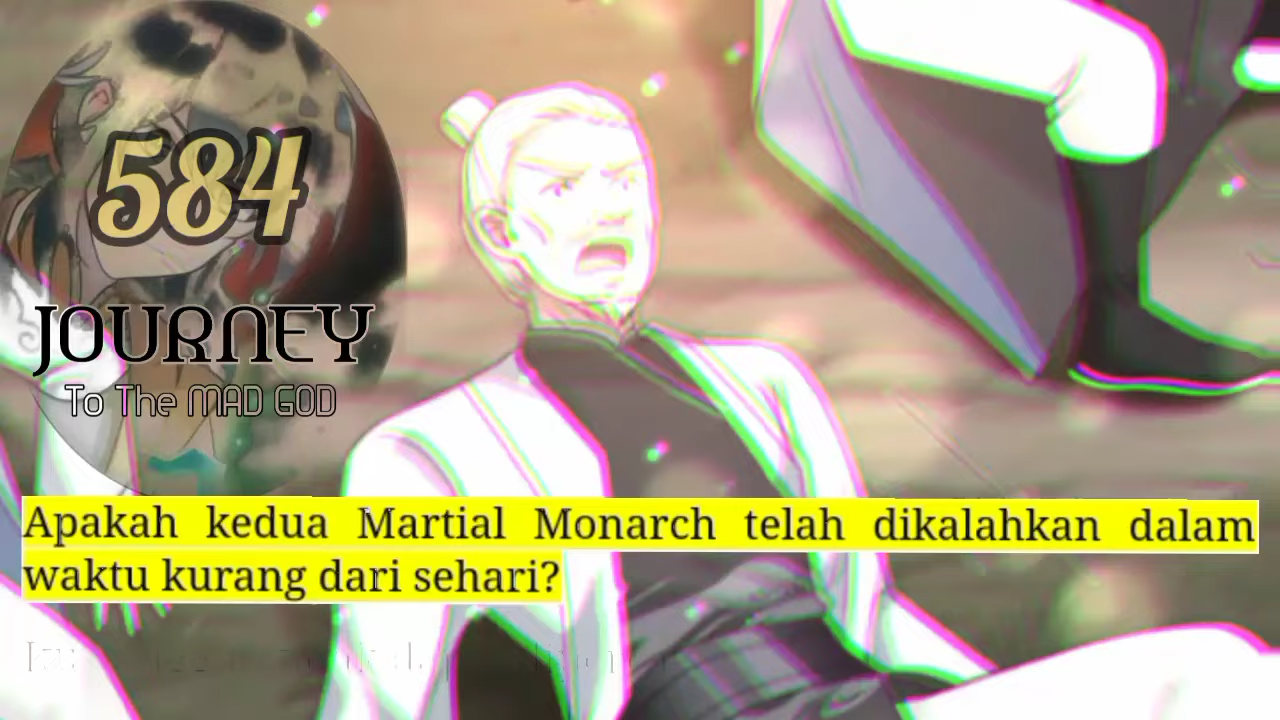 584
JOURNEY
To The MAD GOD
Apakah kedua Martial Monarch telah dikalahkan dalam
waktu kurang dari sehari?